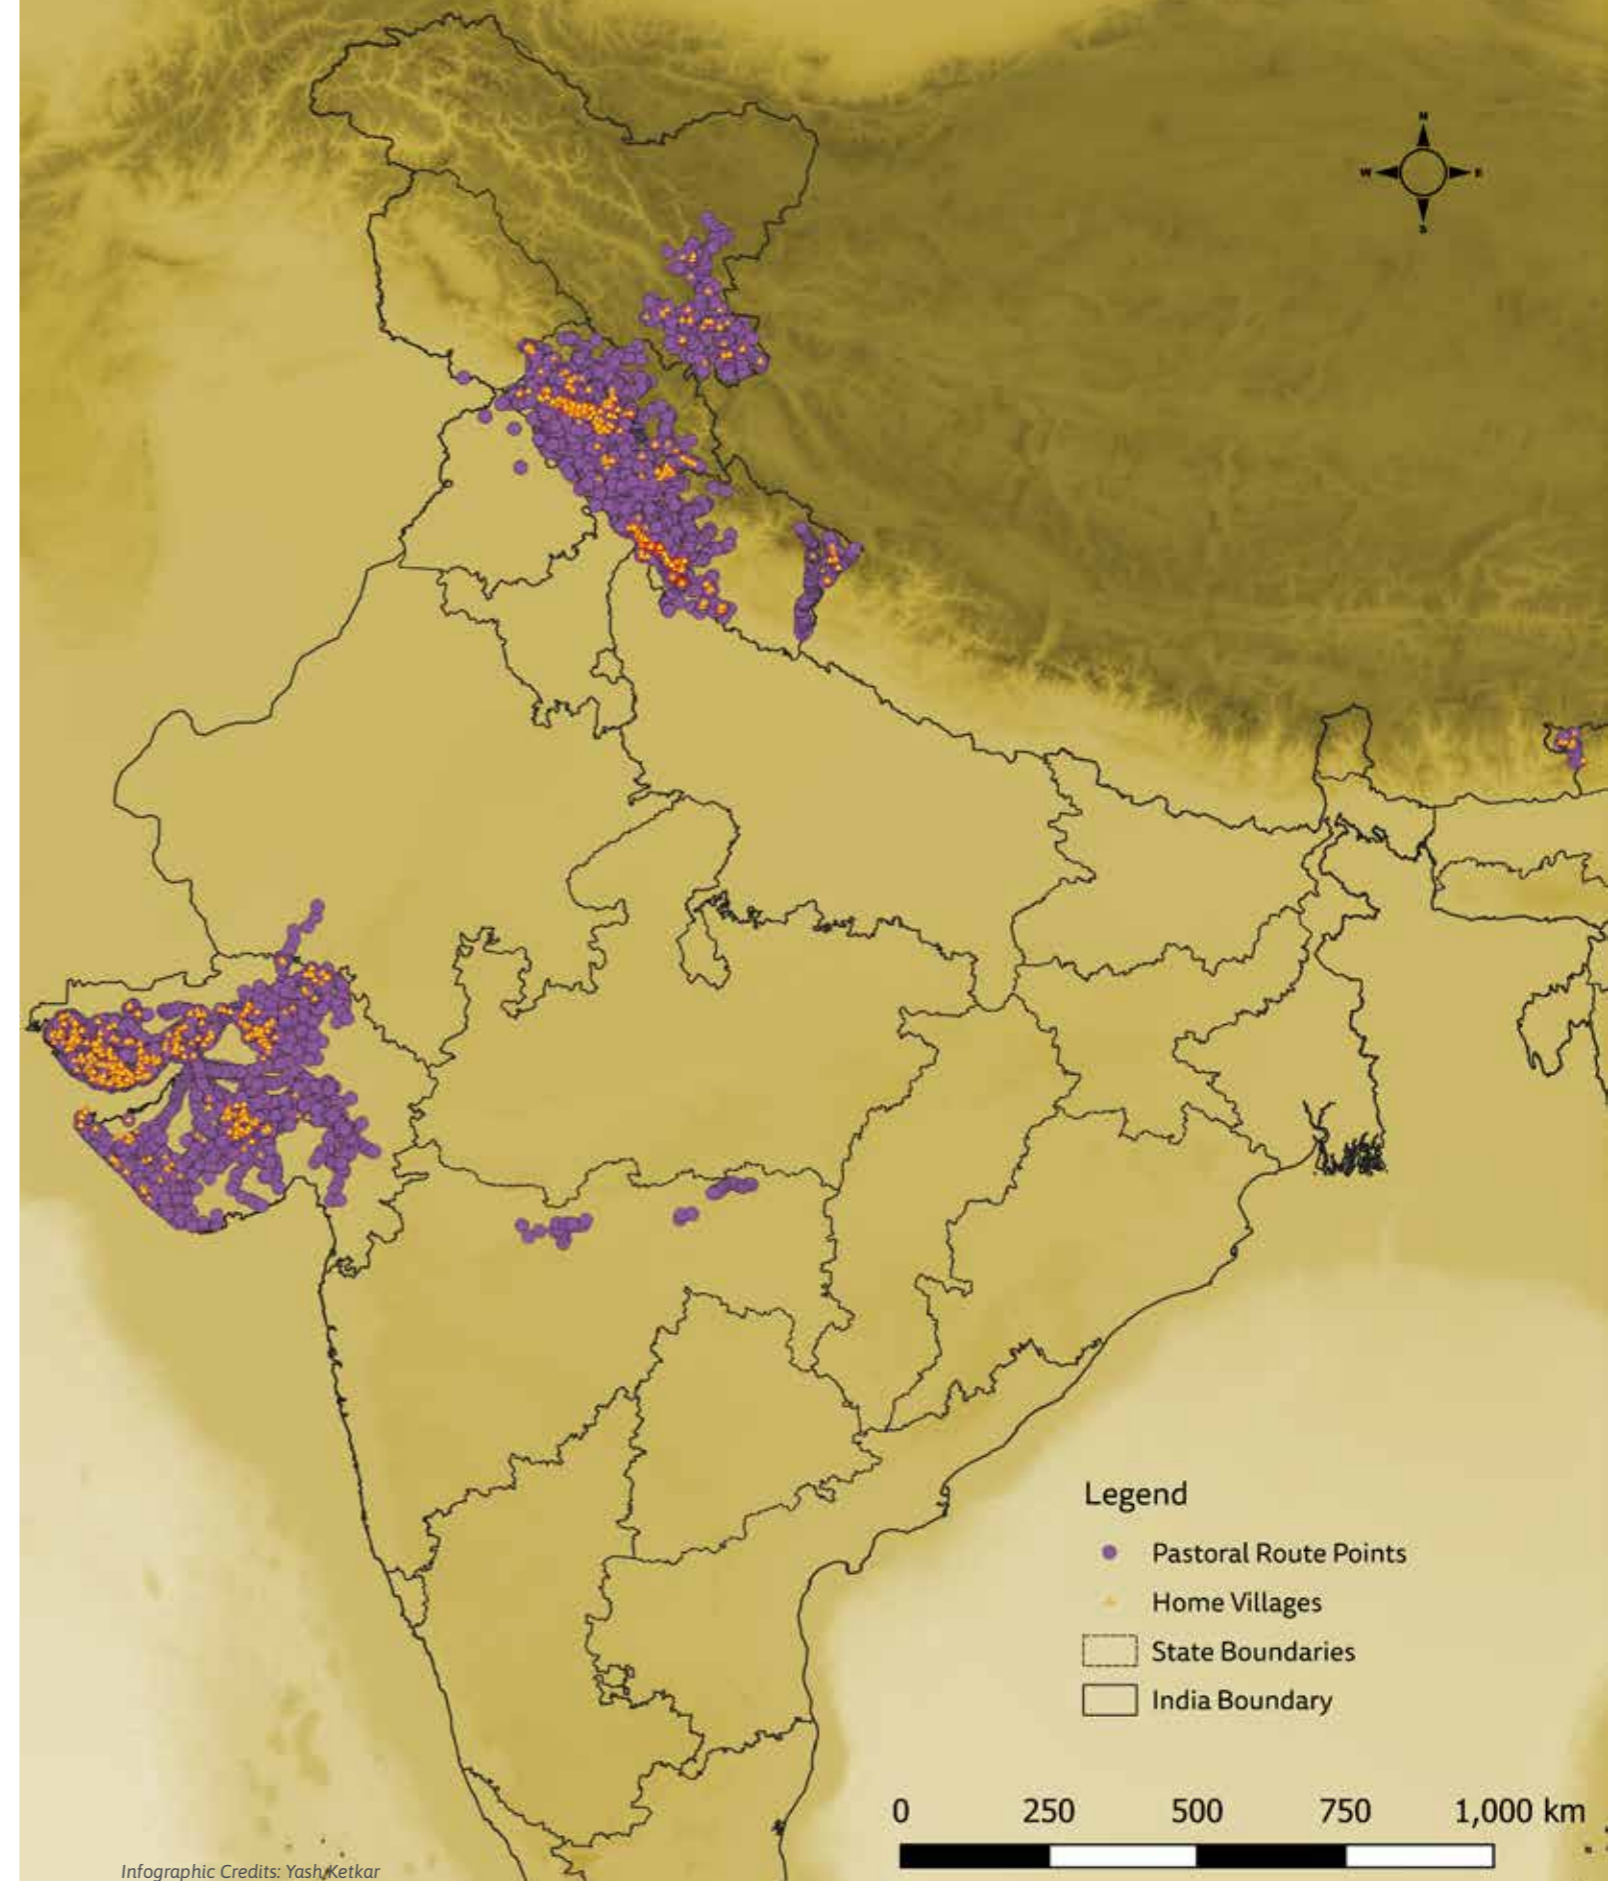 N
W E
S
Legend
Pastoral Route Points
Home Villages
State Boundaries
India Boundary
0 250 500 750 1,000 km
Infographic Credits: Yash Ketkar